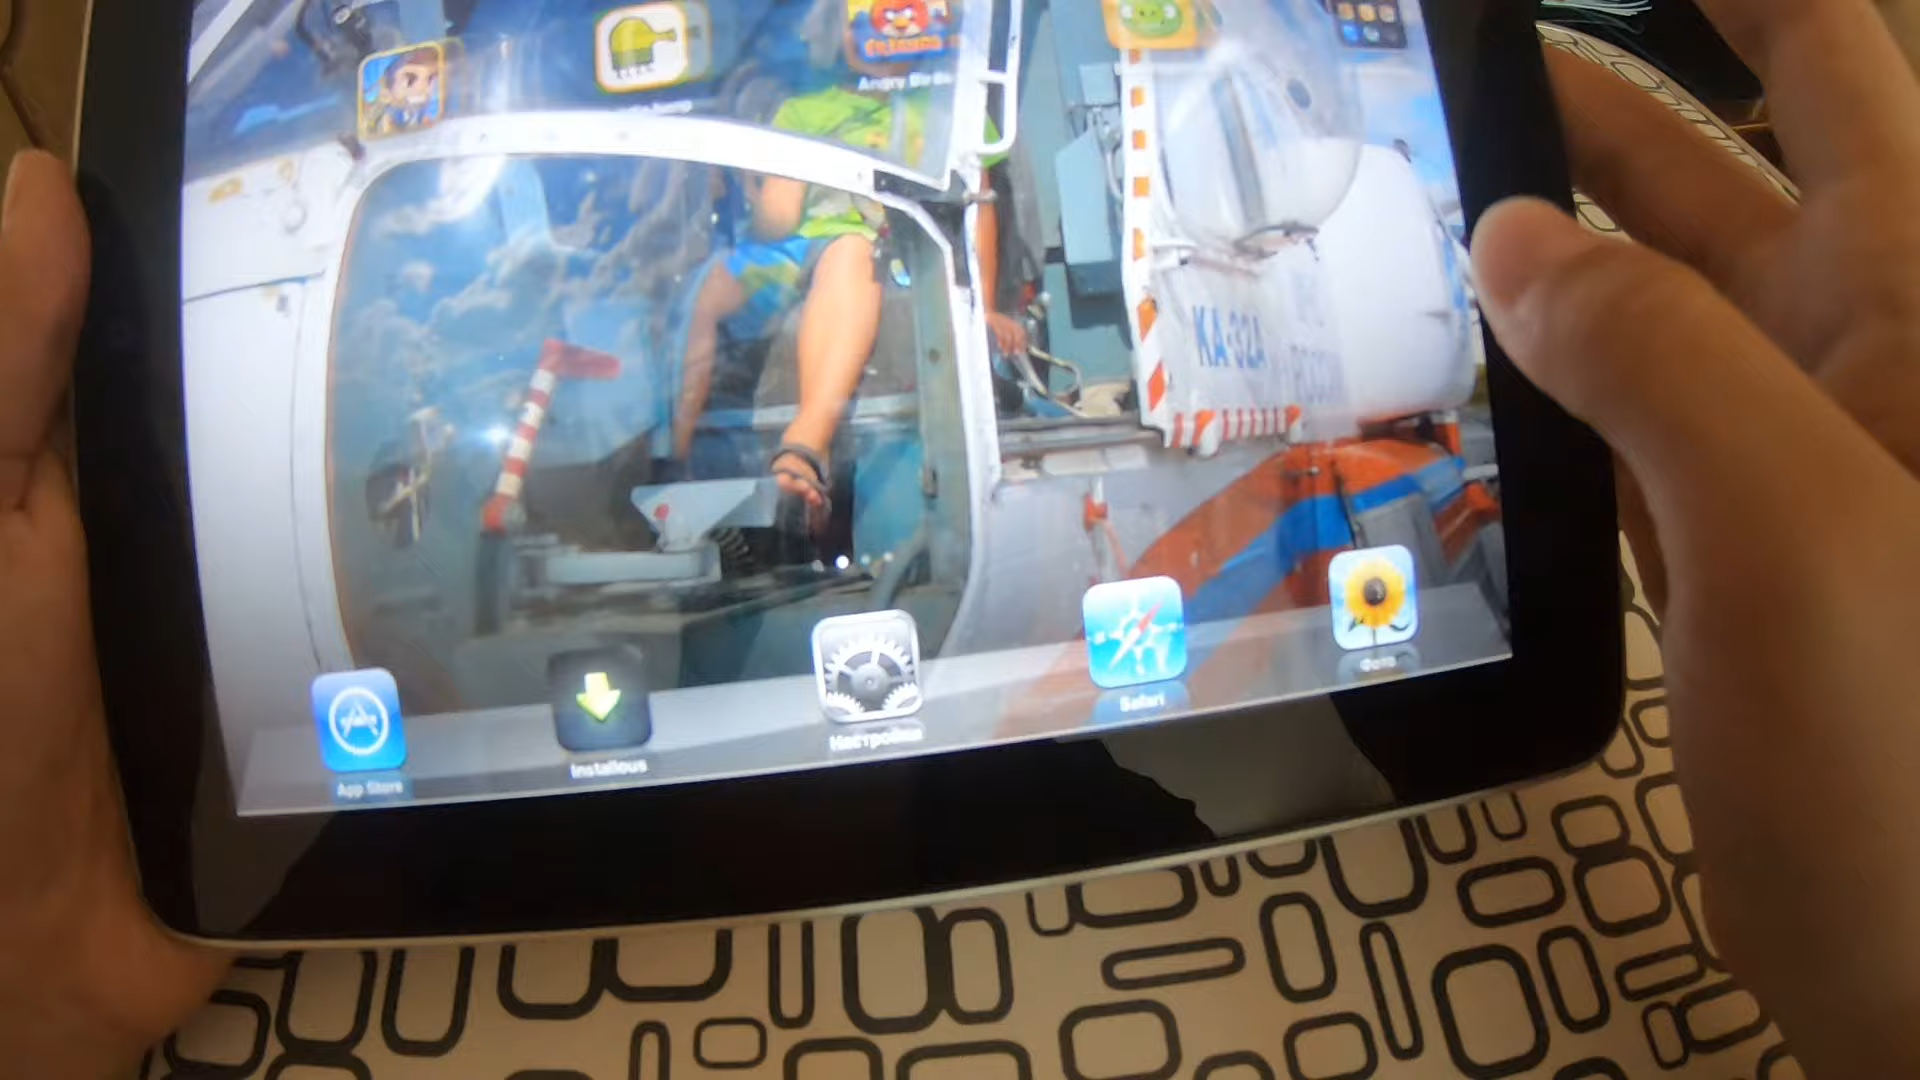 Angry Birds
KA-32A
App Store
Installous
Настройки
Safari
Фото